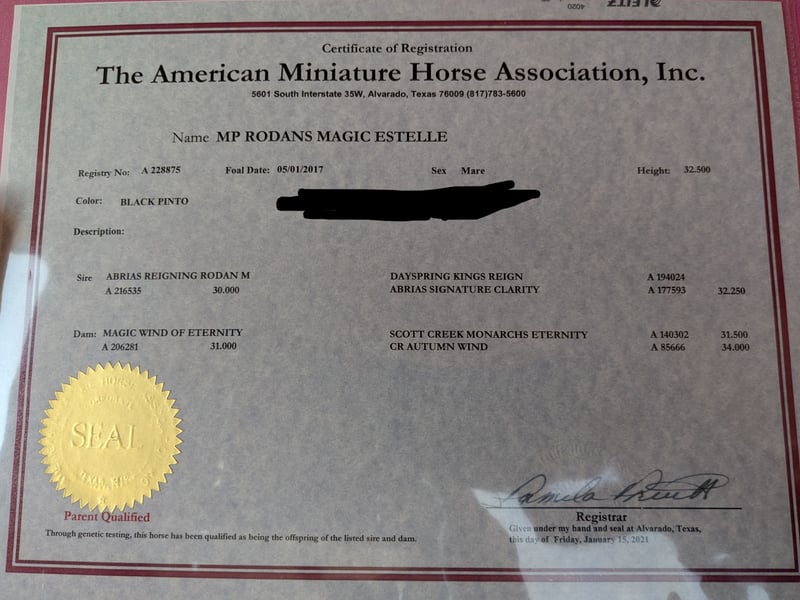 4020 LEITZ
Certificate of Registration
The American Miniature Horse Association, Inc.
5601 South Interstate 35W, Alvarado, Texas 76009 (817)783-5600
Name MP RODANS MAGIC ESTELLE
Registry No: A 228875 Foal Date: 05/01/2017 Sex Mare Height: 32.500
Color: BLACK PINTO
Description:
Sire ABRIAS REIGNING RODAN M DAYSPRING KINGS REIGN A 194024
A 216535 30.000 ABRIAS SIGNATURE CLARITY A 177593 32.250
Dam: MAGIC WIND OF ETERNITY SCOTT CREEK MONARCHS ETERNITY A 140302 31.500
A 206281 31.000 CR AUTUMN WIND A 85666 34.000
SEAL
Pamela Pruitt
Parent Qualified Registrar
Through genetic testing, this horse has been qualified as being the offspring of the listed sire and dam.
Given under my hand and seal at Alvarado, Texas,
this day of Friday, January 15, 2021